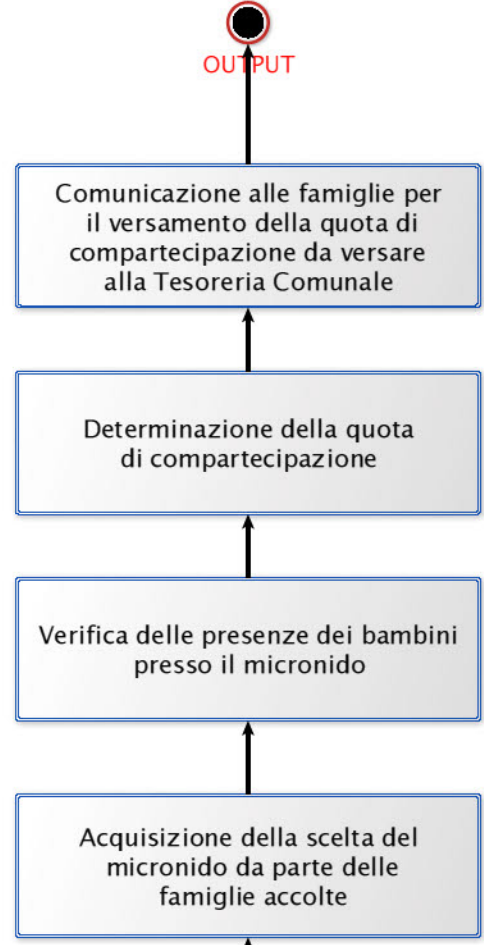 OUTPUT
Comunicazione alle famiglie per
il versamento della quota di
compartecipazione da versare
alla Tesoreria Comunale
Determinazione della quota
di compartecipazione
Verifica delle presenze dei bambini
presso il micronido
Acquisizione della scelta del
micronido da parte delle
famiglie accolte